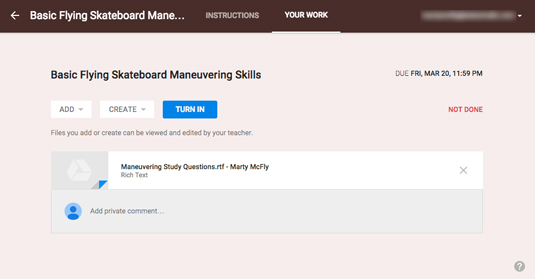 Basic Flying Skateboard Mane...
INSTRUCTIONS
YOUR WORK
Basic Flying Skateboard Maneuvering Skills
DUE FRI, MAR 20, 11:59 PM
ADD
CREATE
TURN IN
NOT DONE
Files you add or create can be viewed and edited by your teacher.
Maneuvering Study Questions.rtf - Marty McFly
Rich Text
Add private comment...
?